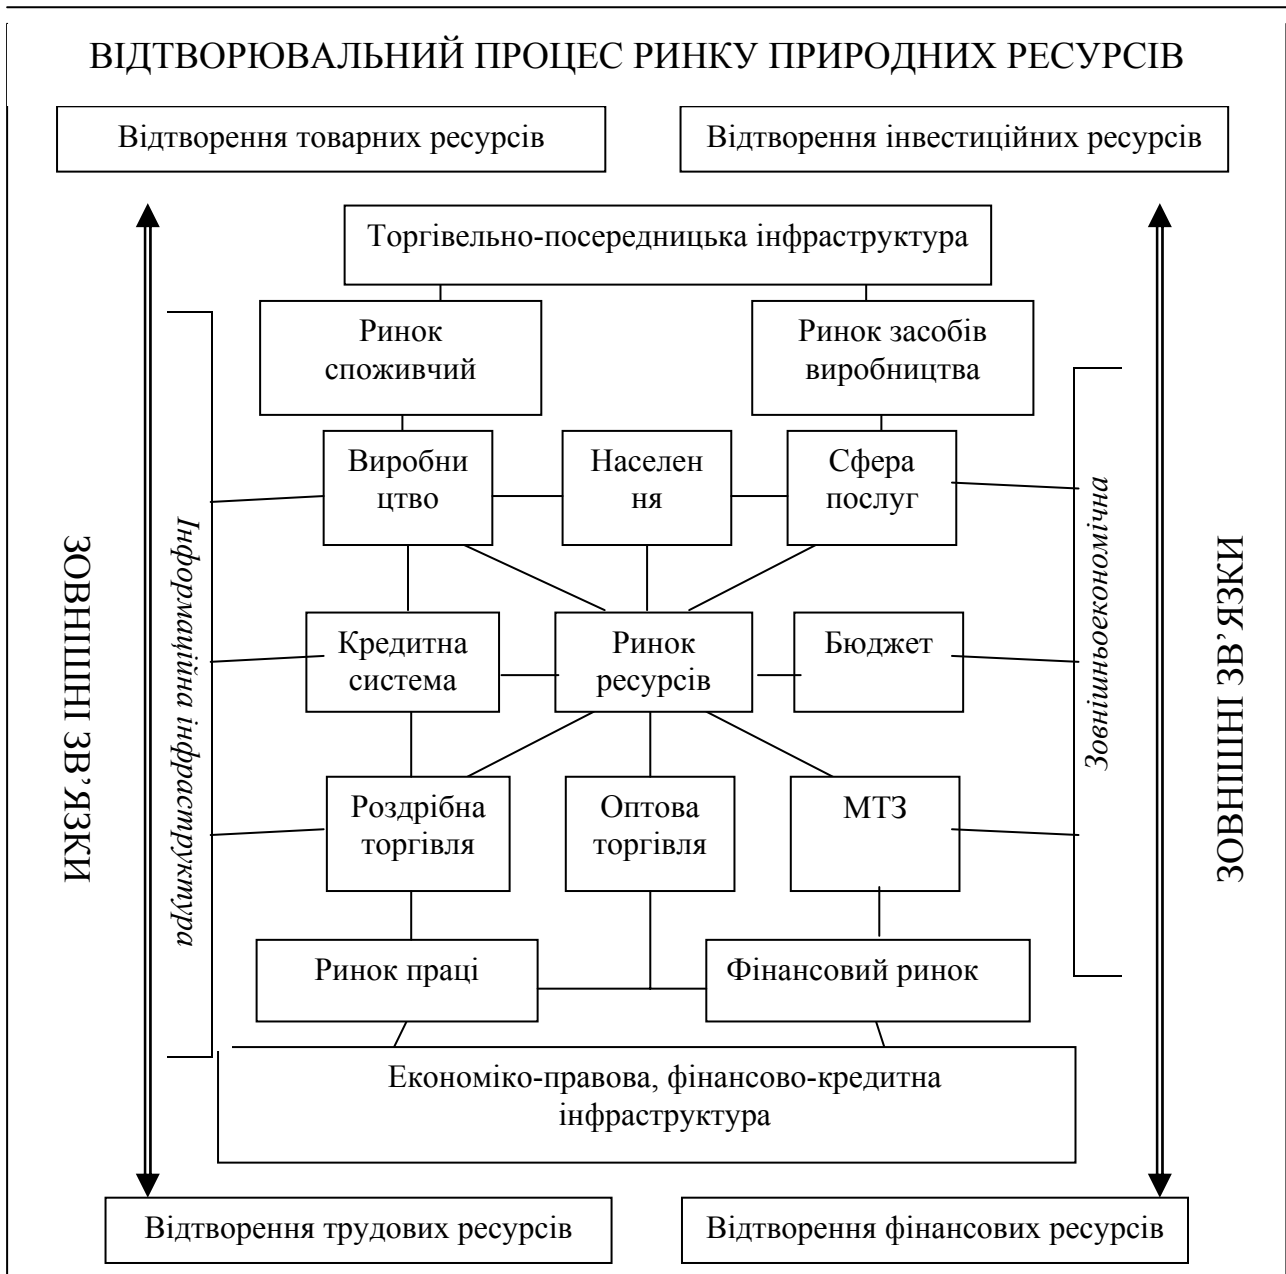 ВІДТВОРЮВАЛЬНИЙ ПРОЦЕС РИНКУ ПРИРОДНИХ РЕСУРСІВ
Відтворення товарних ресурсів
Відтворення інвестиційних ресурсів
Торгівельно-посередницька інфраструктура
Ринок
споживчий
Ринок засобів
виробництва
Виробни
цтво
Населен
ня
Сфера
послуг
ЗОВНІШНІ ЗВ’ЯЗКИ
Інформаційна інфраструктура
Зовнішньоекономічна
ЗОВНІШНІ ЗВ’ЯЗКИ
Кредитна
система
Ринок
ресурсів
Бюджет
Роздрібна
торгівля
Оптова
торгівля
МТЗ
Ринок праці
Фінансовий ринок
Економіко-правова, фінансово-кредитна
інфраструктура
Відтворення трудових ресурсів
Відтворення фінансових ресурсів